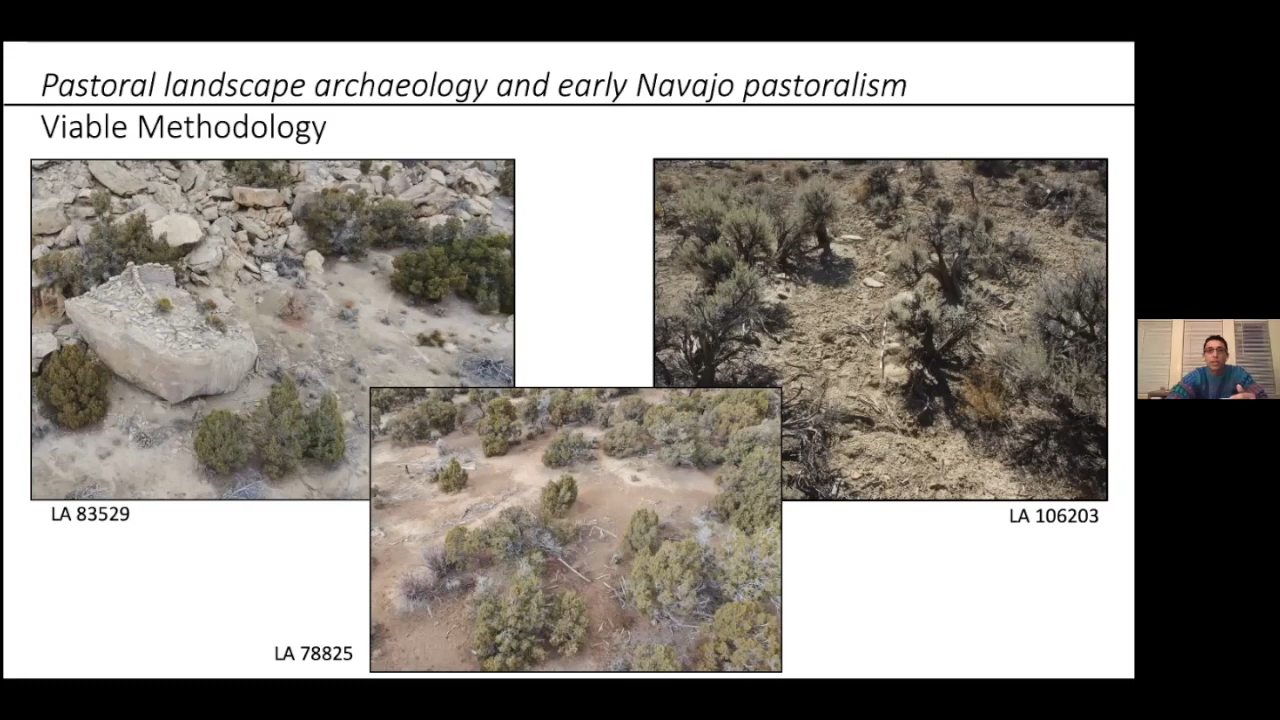 Pastoral landscape archaeology and early Navajo pastoralism
Viable Methodology
LA 83529
LA 106203
LA 78825